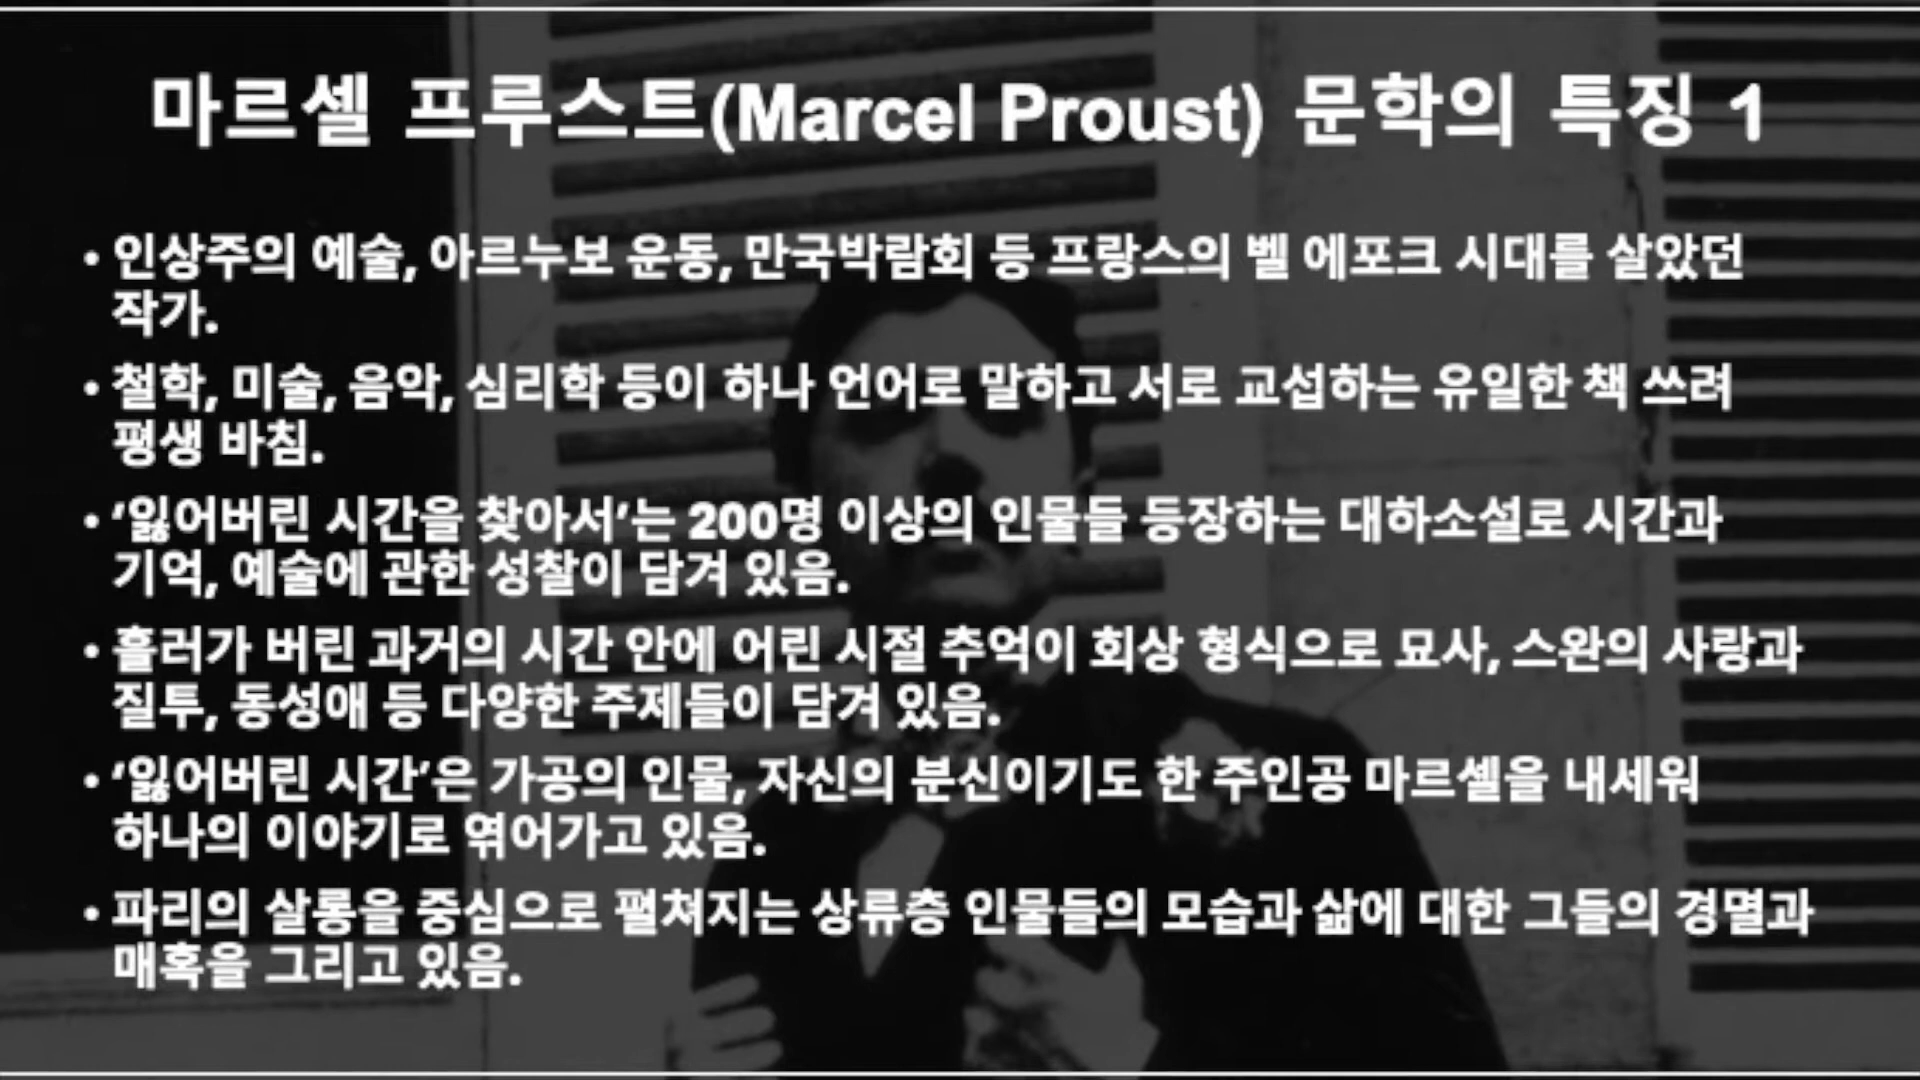 마르셀 프루스트(Marcel Proust) 문학의 특징 1
• 인상주의 예술, 아르누보 운동, 만국박람회 등 프랑스의 벨 에포크 시대를 살았던
작가.
• 철학, 미술, 음악, 심리학 등이 하나 언어로 말하고 서로 교섭하는 유일한 책 쓰려
평생 바침.
• ‘잃어버린 시간을 찾아서’는 200명 이상의 인물들 등장하는 대하소설로 시간과
기억, 예술에 관한 성찰이 담겨 있음.
• 흘러가 버린 과거의 시간 안에 어린 시절 추억이 회상 형식으로 묘사, 스완의 사랑과
질투, 동성애 등 다양한 주제들이 담겨 있음.
• ‘잃어버린 시간’은 가공의 인물, 자신의 분신이기도 한 주인공 마르셀을 내세워
하나의 이야기로 엮어가고 있음.
• 파리의 살롱을 중심으로 펼쳐지는 상류층 인물들의 모습과 삶에 대한 그들의 경멸과
매혹을 그리고 있음.